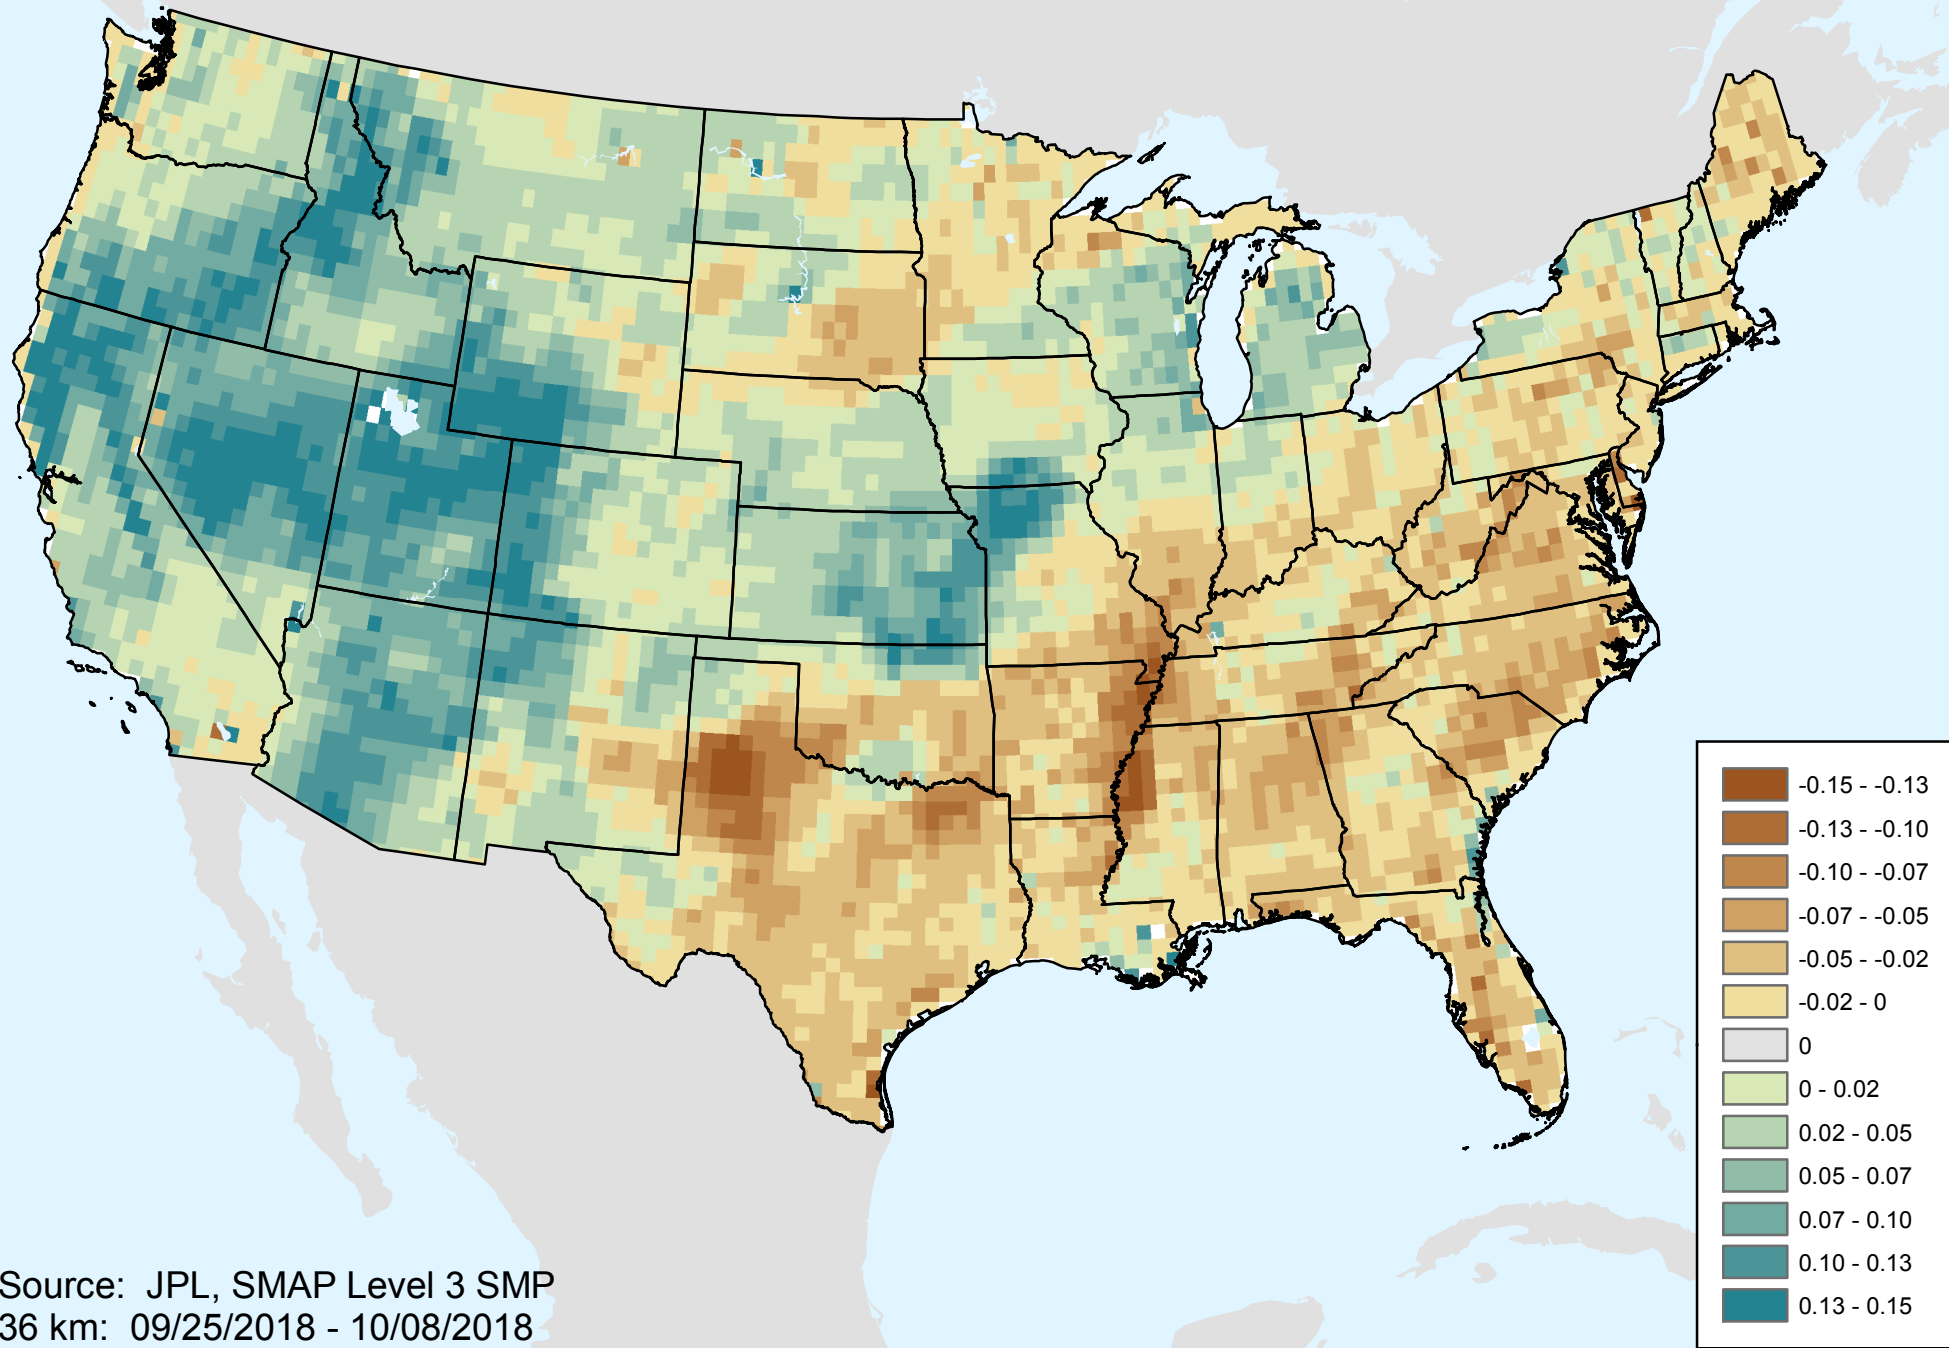 -0.15 - -0.13
-0.13 - -0.10
-0.10 - -0.07
-0.07 - -0.05
-0.05 - -0.02
-0.02 - 0
0
0 - 0.02
0.02 - 0.05
0.05 - 0.07
0.07 - 0.10
0.10 - 0.13
0.13 - 0.15
Source:  JPL, SMAP Level 3 SMP
36 km:  09/25/2018 - 10/08/2018